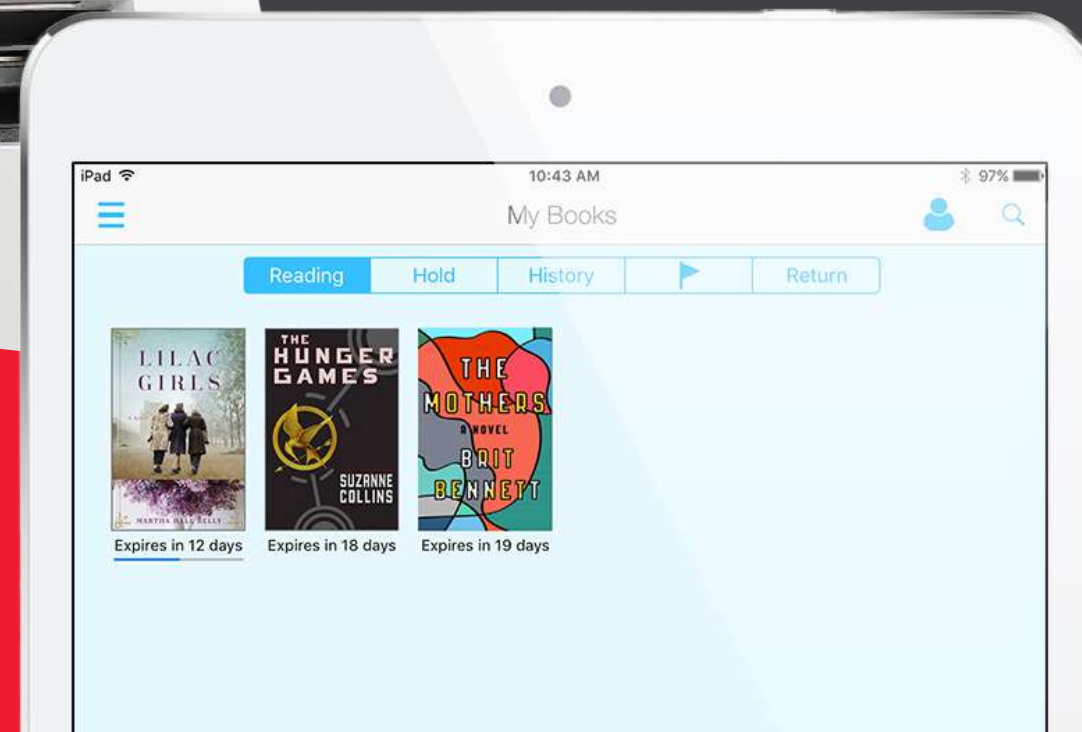 iPad
10:43 AM
97%
My Books
Reading
Hold
History
Return
LILAC
GIRLS
MARTHA HALL KELLY
Expires in 12 days
THE
HUNGER
GAMES
SUZANNE
COLLINS
Expires in 18 days
THE
MOTHERS
A NOVEL
BRIT
BENNETT
Expires in 19 days